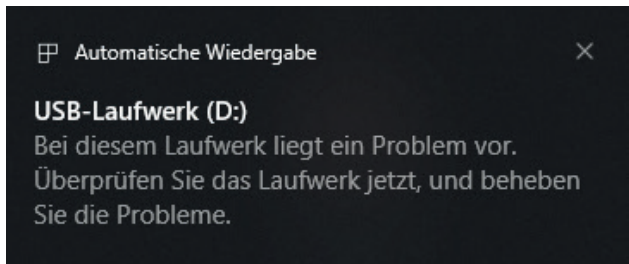 Automatische Wiedergabe
USB-Laufwerk (D:)
Bei diesem Laufwerk liegt ein Problem vor.
Überprüfen Sie das Laufwerk jetzt, und beheben
Sie die Probleme.